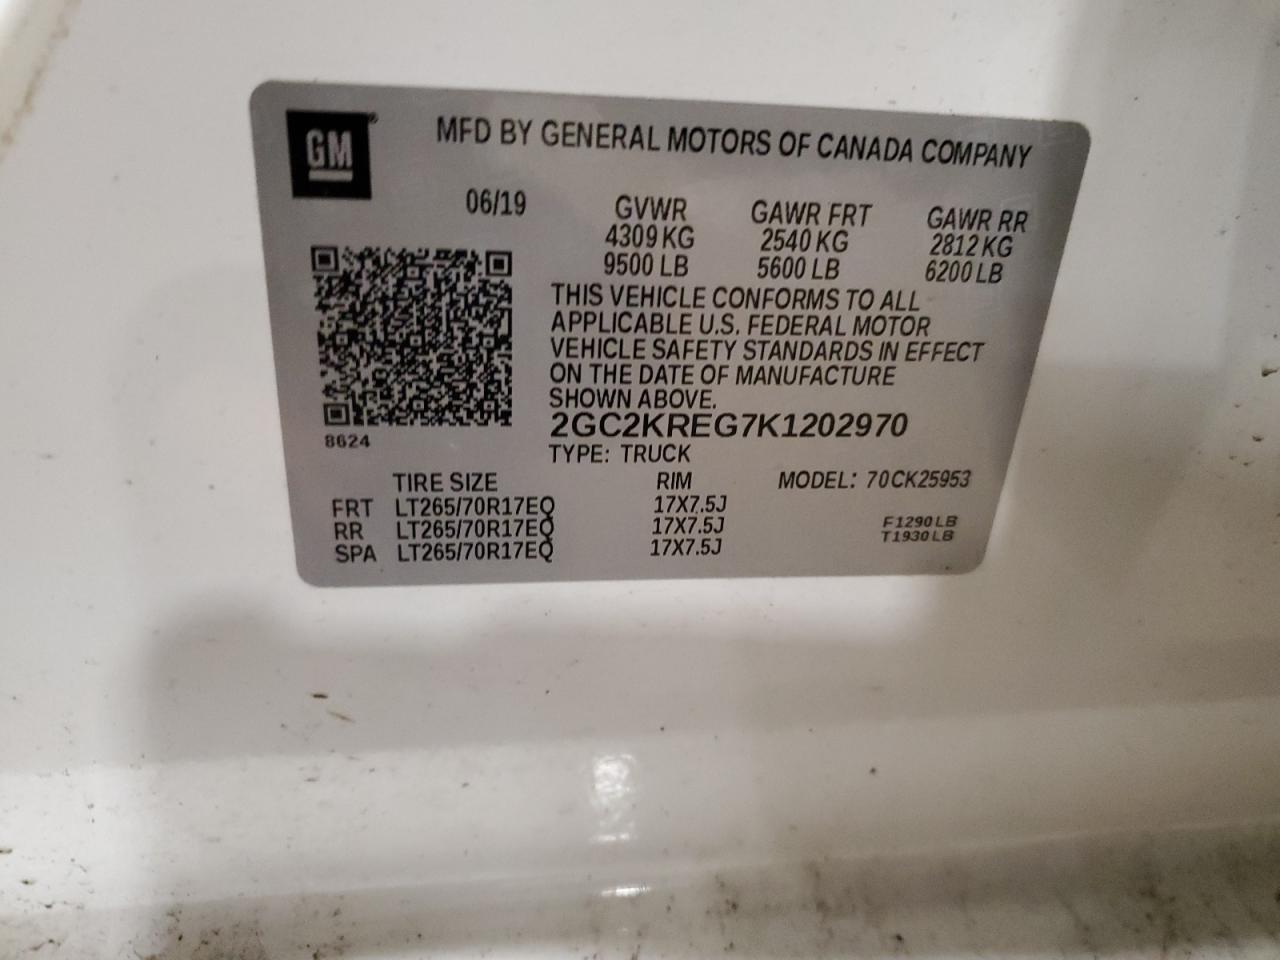 GM
MFD BY GENERAL MOTORS OF CANADA COMPANY
06/19 GVWR GAWR FRT GAWR RR
4309 KG 2540 KG 2812 KG
9500 LB 5600 LB 6200 LB
THIS VEHICLE CONFORMS TO ALL
APPLICABLE U.S. FEDERAL MOTOR
VEHICLE SAFETY STANDARDS IN EFFECT
ON THE DATE OF MANUFACTURE
SHOWN ABOVE.
2GC2KREG7K1202970
8624
TYPE: TRUCK
TIRE SIZE RIM MODEL: 70CK25953
FRT LT265/70R17EQ 17X7.5J
RR LT265/70R17EQ 17X7.5J
SPA LT265/70R17EQ 17X7.5J
F1290LB
T1930LB